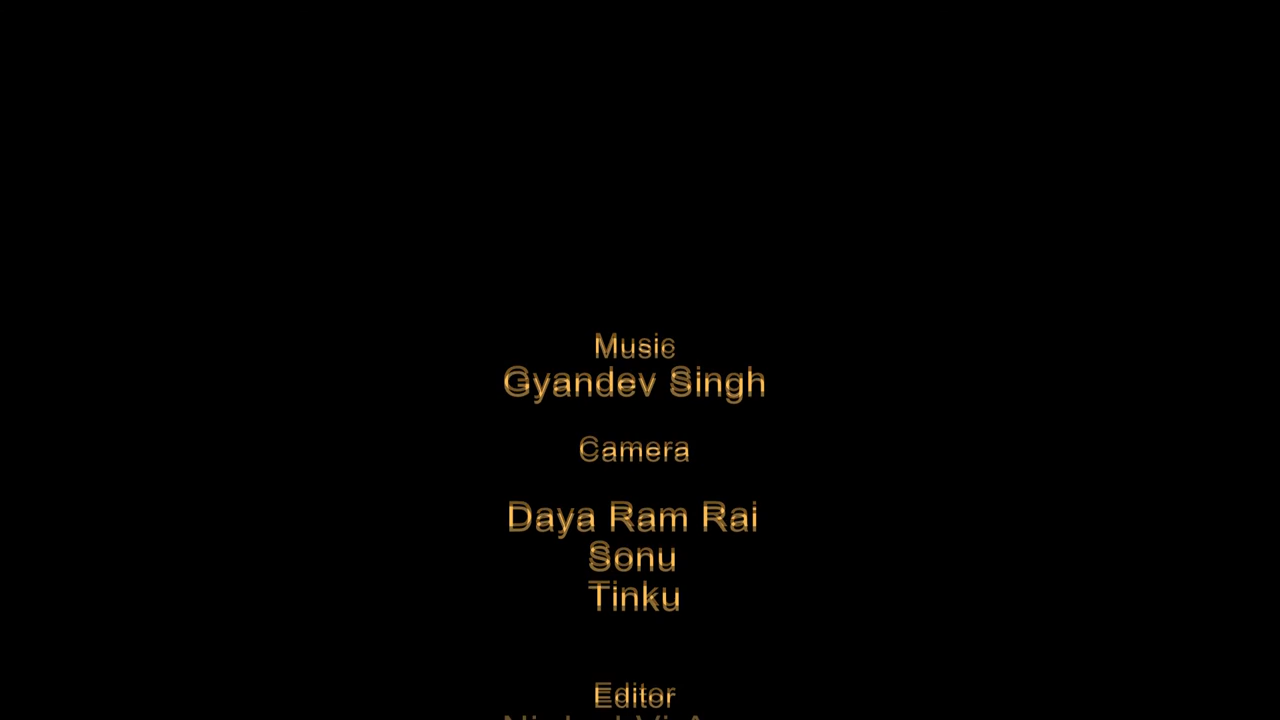 Music
Gyandev Singh
Camera
Daya Ram Rai
Sonu
Tinku
Editor